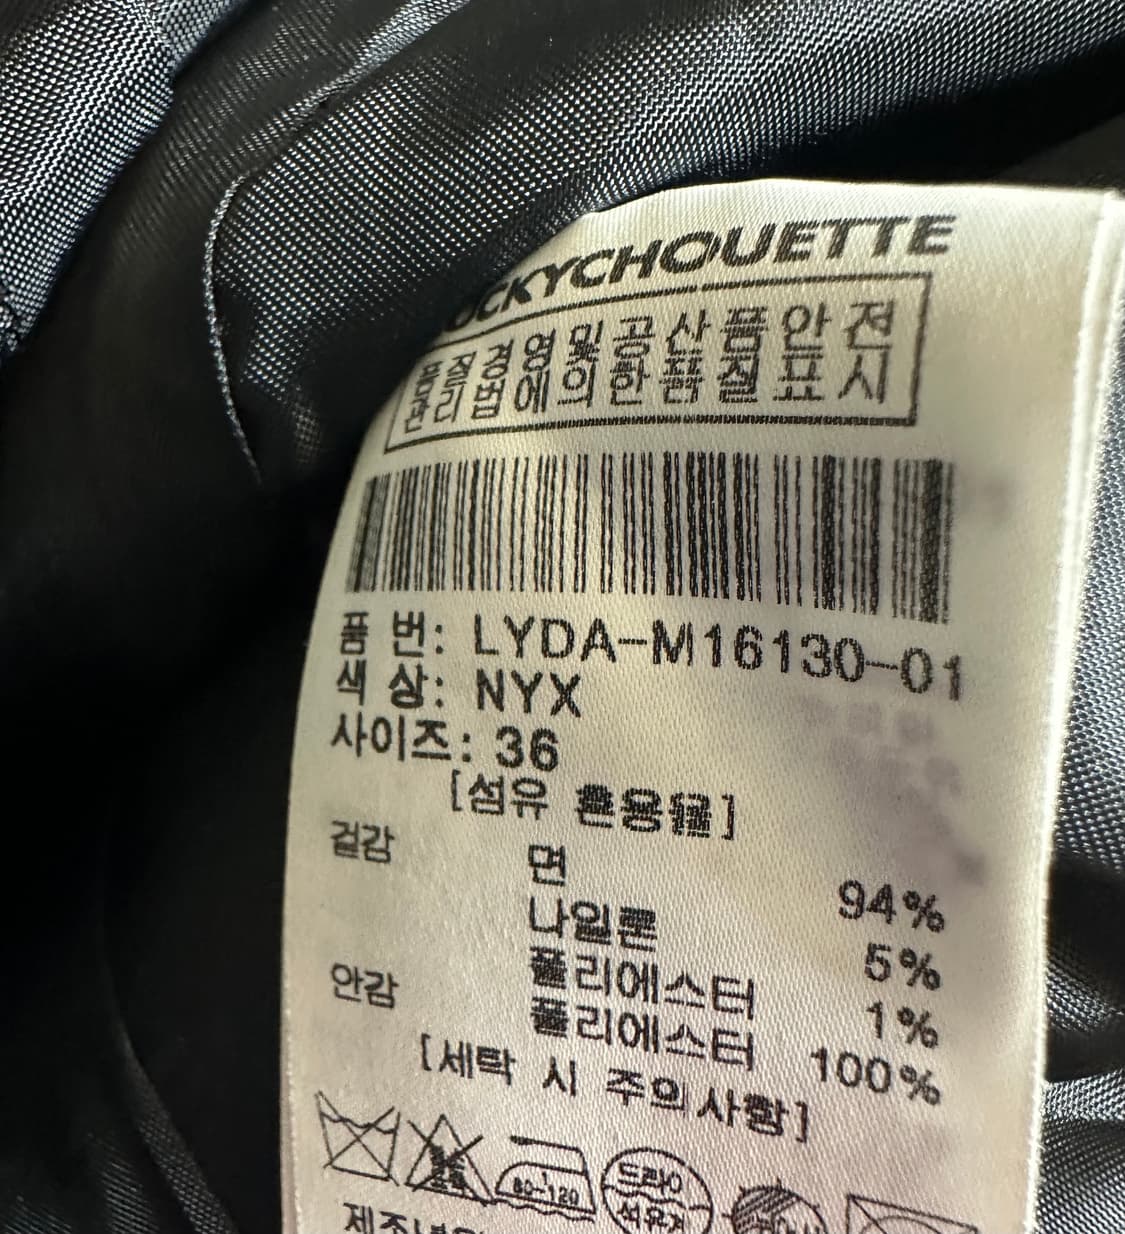 OCKYCHOUETTE
품질경영및공산품안전
관리법에의한품질표시
품 번: LYDA-M16130-01
색 상: NYX
사이즈: 36
[섬유 혼용율]
겉감 면 94%
나일론 5%
폴리에스터 1%
안감 폴리에스터 100%
[세탁 시 주의사항]
80-120
드라이
석유계